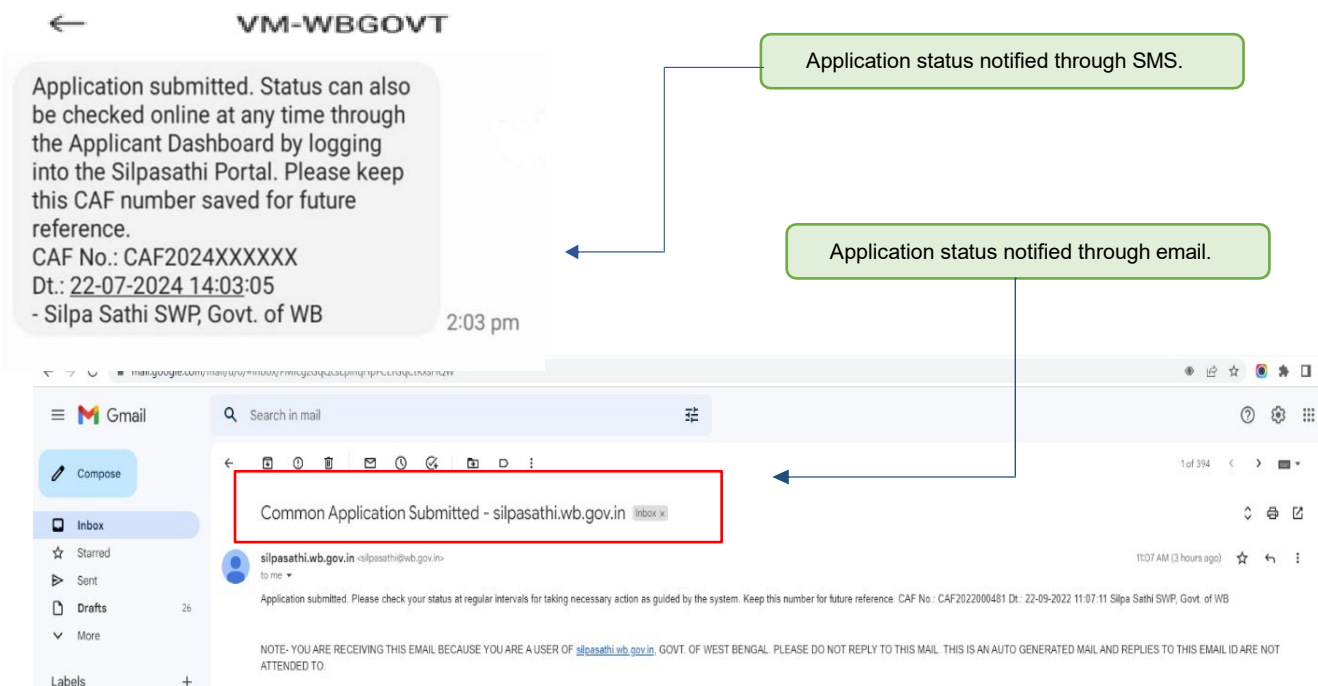 VM-WBGOVT
Application submitted. Status can also
be checked online at any time through
the Applicant Dashboard by logging
into the Silpasathi Portal. Please keep
this CAF number saved for future
reference.
CAF No.: CAF2024XXXXXX
Dt.: 22-07-2024 14:03:05
- Silpa Sathi SWP, Govt. of WB
2:03 pm
Application status notified through SMS.
Application status notified through email.
Gmail
Search in mail
Compose
1 of 394
Common Application Submitted - silpasathi.wb.gov.in Inbox x
Inbox
Starred
Sent
Drafts 26
More
Labels +
silpasathi.wb.gov.in <silpasathi@wb.gov.in>
11:07 AM (3 hours ago)
to me
Application submitted. Please check your status at regular intervals for taking necessary action as guided by the system. Keep this number for future reference. CAF No.: CAF2022000481 Dt.: 22-09-2022 11:07:11 Silpa Sathi SWP, Govt. of WB
NOTE- YOU ARE RECEIVING THIS EMAIL BECAUSE YOU ARE A USER OF silpasathi.wb.gov.in, GOVT. OF WEST BENGAL. PLEASE DO NOT REPLY TO THIS MAIL. THIS IS AN AUTO GENERATED MAIL AND REPLIES TO THIS EMAIL ID ARE NOT
ATTENDED TO.